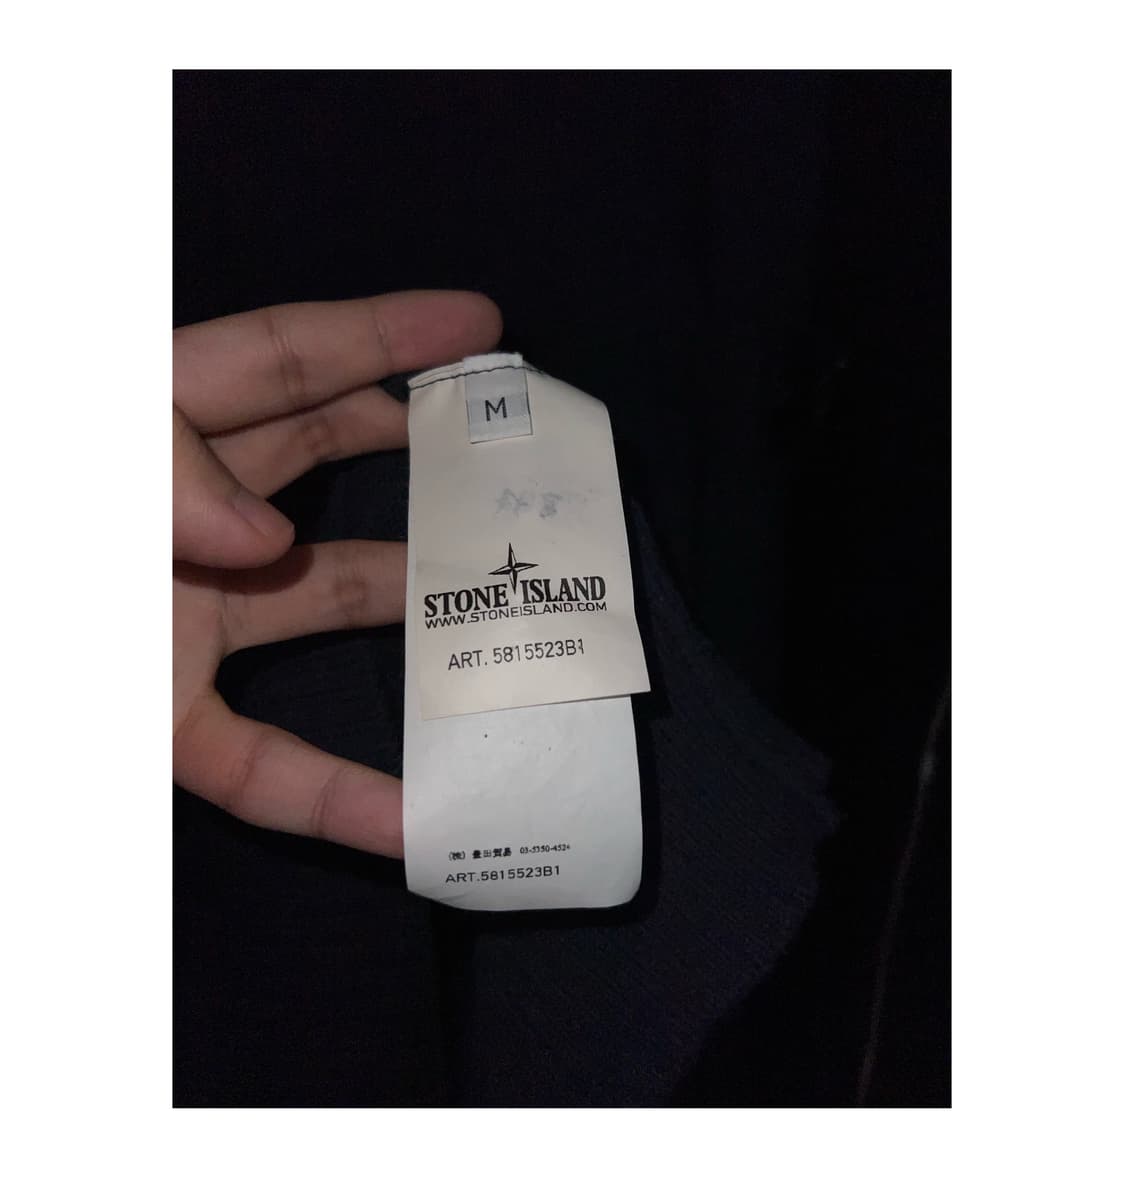 M
STONE ISLAND
WWW.STONEISLAND.COM
ART. 5815523B1
(株) 豊田貿易 03-5350-4524
ART.5815523B1